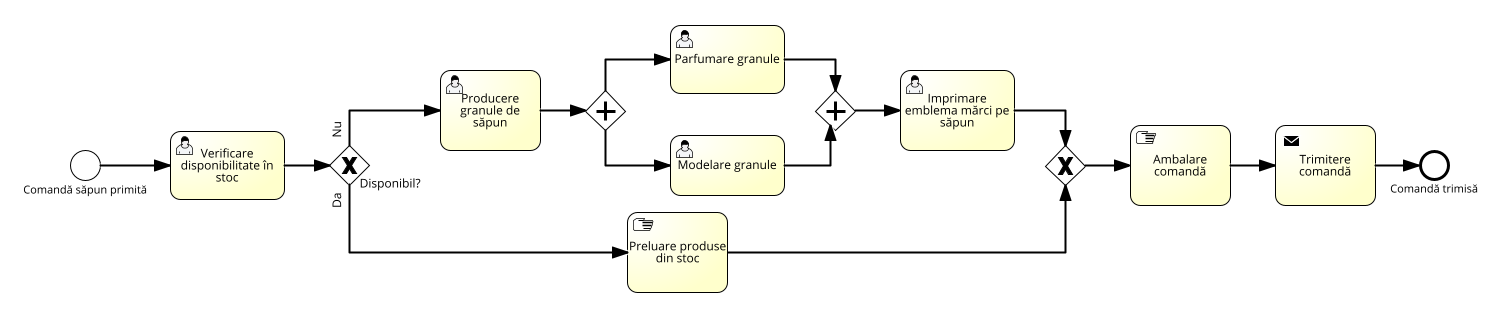 Comandă săpun primită
Verificare
disponibilitate în
stoc
Disponibil?
Nu
Da
Producere
granule de
săpun
Parfumare granule
Modelare granule
Imprimare
emblema mărci pe
săpun
Preluare produse
din stoc
Ambalare
comandă
Trimitere
comandă
Comandă trimisă